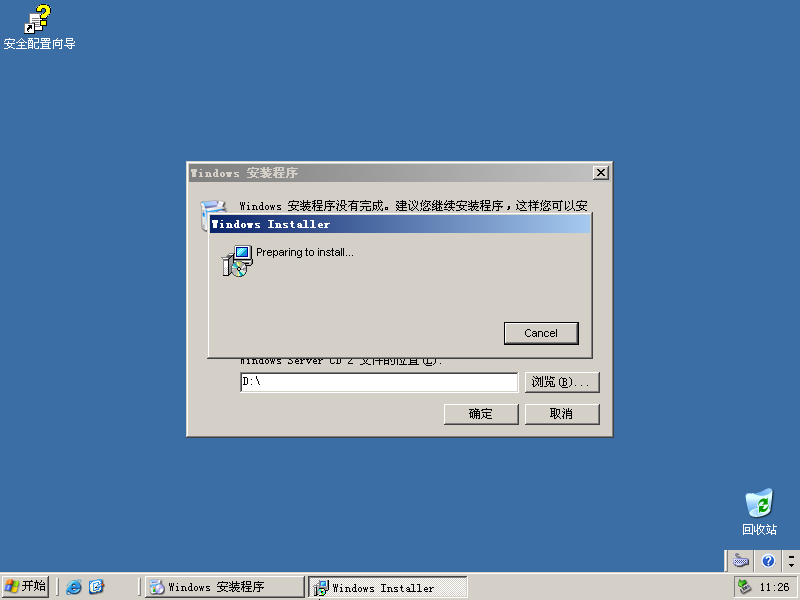 安全配置向导
Windows 安装程序
Windows 安装程序没有完成。建议您继续安装程序，这样您可以安
Windows Installer
Preparing to install...
Cancel
Windows Server CD 2 文件的位置(L):
D:\
浏览(B)...
确定
取消
回收站
开始
Windows 安装程序
Windows Installer
11:26